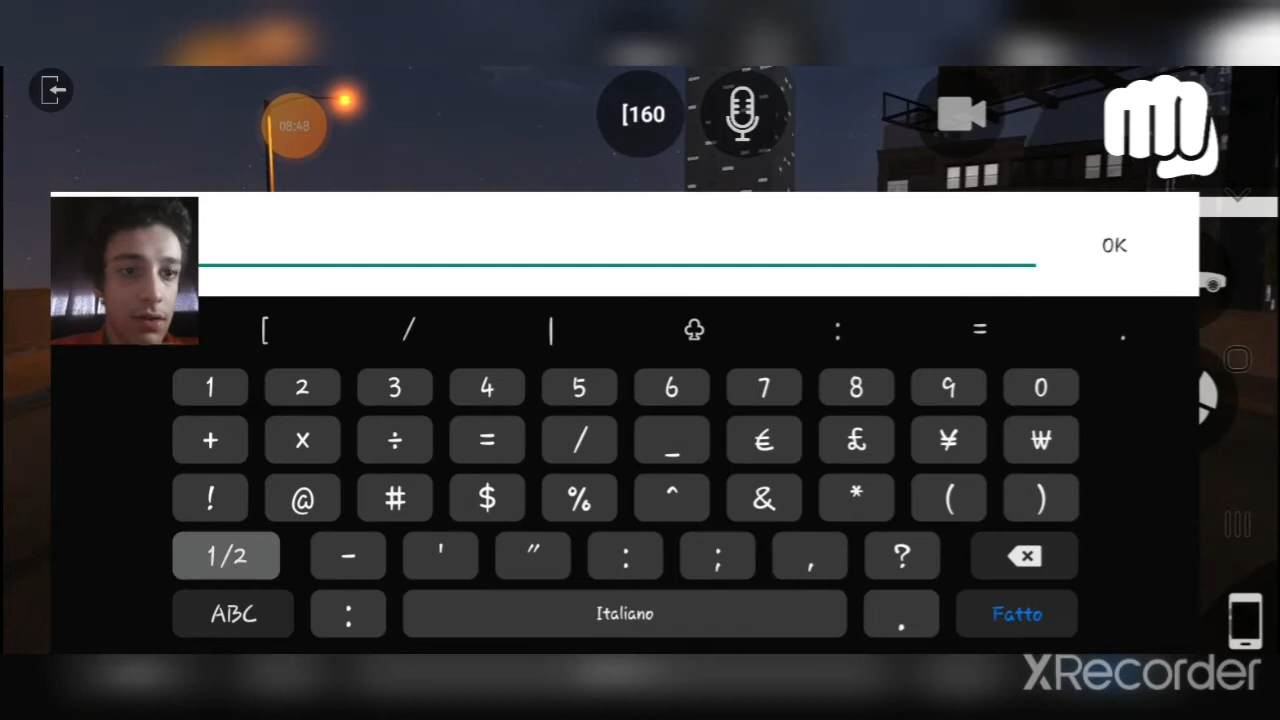 08:48
[160
OK
[ / | ♧ : = .
1 2 3 4 5 6 7 8 9 0
+ × ÷ = / _ € £ ¥ ₩
! @ # $ % ^ & * ( )
1/2 - ' " : ; , ?
ABC : Italiano . Fatto
XRecorder